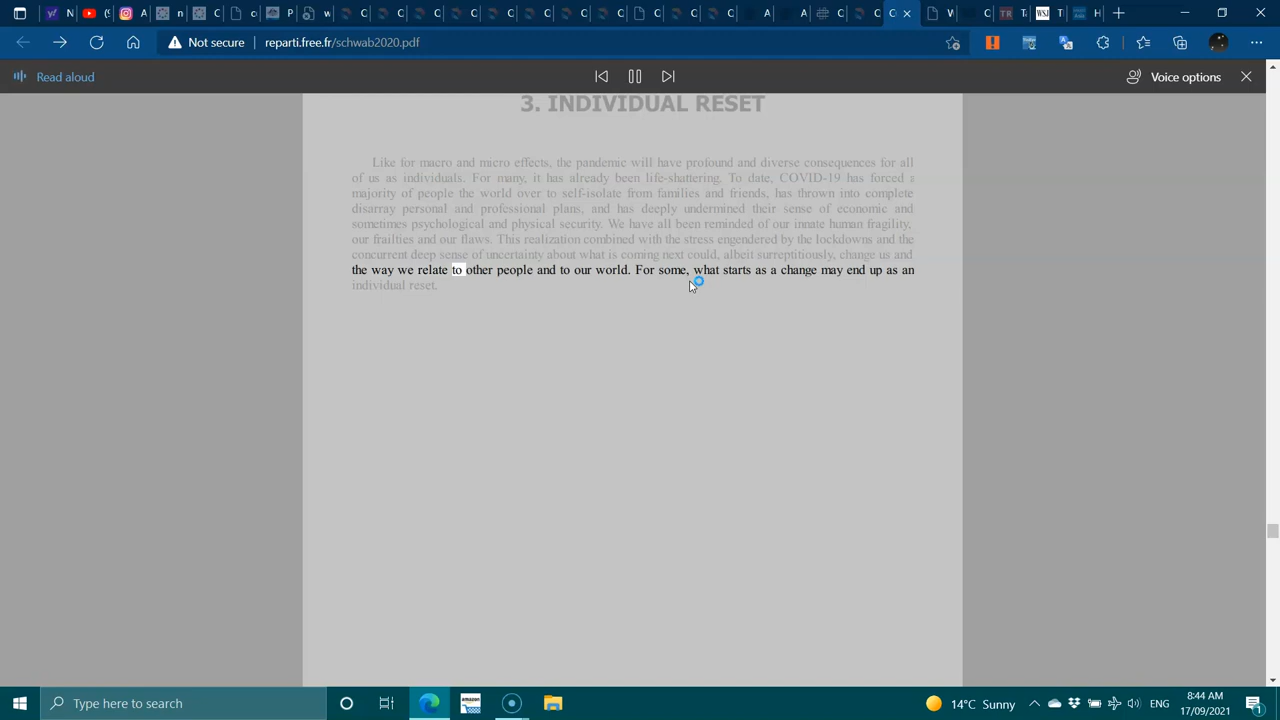 N
(
A
n
C
c
P
w
C
C
C
C
C
C
C
C
C
A
A
C
C
C
V
C
T
T
H
Not secure reparti.free.fr/schwab2020.pdf
Read aloud Voice options
3. INDIVIDUAL RESET
Like for macro and micro effects, the pandemic will have profound and diverse consequences for all
of us as individuals. For many, it has already been life-shattering. To date, COVID-19 has forced a
majority of people the world over to self-isolate from families and friends, has thrown into complete
disarray personal and professional plans, and has deeply undermined their sense of economic and
sometimes psychological and physical security. We have all been reminded of our innate human fragility,
our frailties and our flaws. This realization combined with the stress engendered by the lockdowns and the
concurrent deep sense of uncertainty about what is coming next could, albeit surreptitiously, change us and
the way we relate to other people and to our world. For some, what starts as a change may end up as an
individual reset.
Type here to search
amazon
14°C Sunny
ENG
8:44 AM
17/09/2021
1